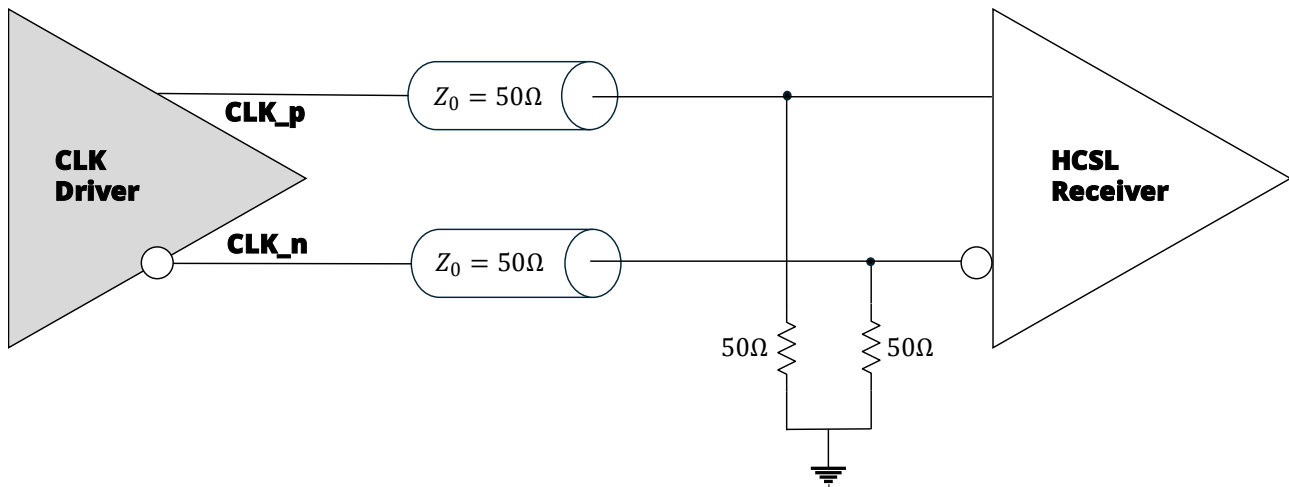 Z₀ = 50Ω
CLK_p
CLK
Driver
HCSL
Receiver
CLK_n
Z₀ = 50Ω
50Ω
50Ω